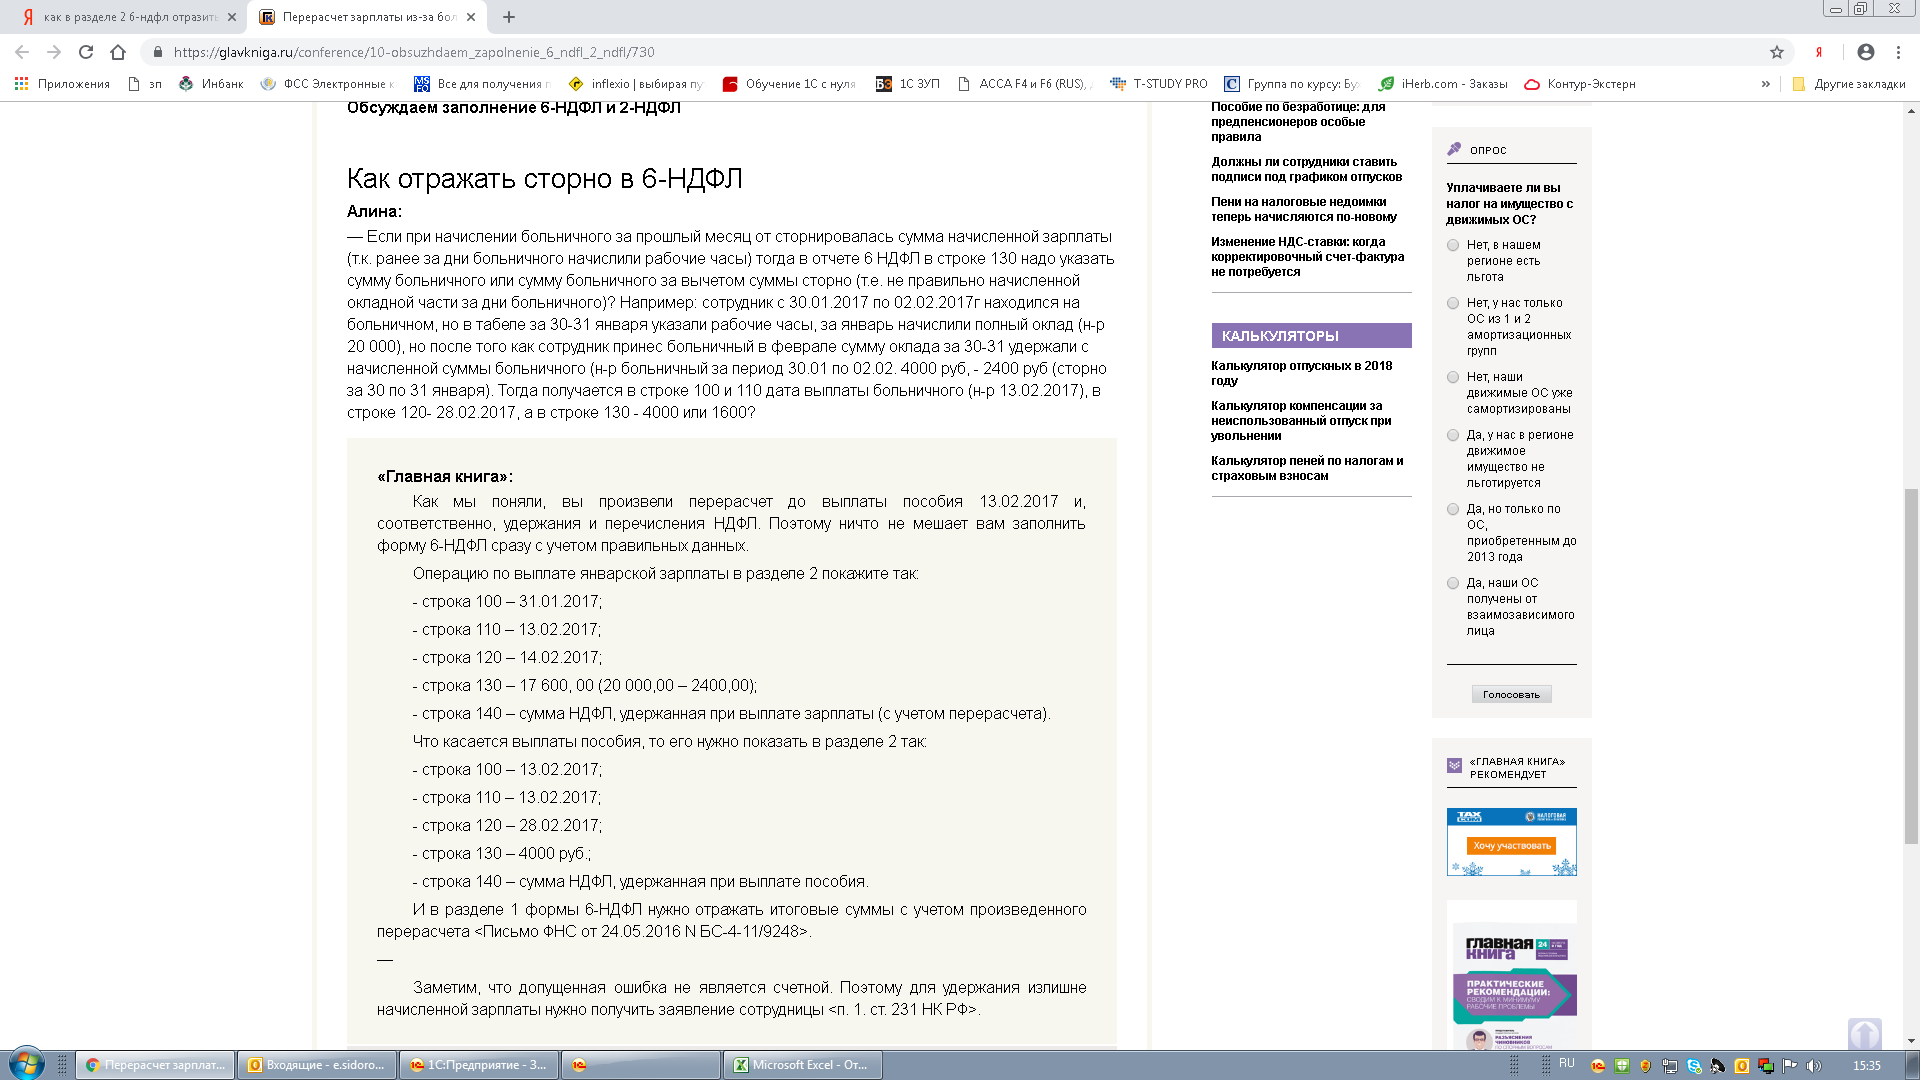 как в разделе 2 6-ндфл отразить
Перерасчет зарплаты из-за бол
https://glavkniga.ru/conference/10-obsuzhdaem_zapolnenie_6_ndfl_2_ndfl/730
Приложения
зп
Инбанк
ФСС Электронные к
Все для получения г
inflexio | выбирая пу
Обучение 1С с нуля
1С ЗУП
ACCA F4 и F6 (RUS),
T-STUDY PRO
Группа по курсу: Бу
iHerb.com - Заказы
Контур-Экстерн
»
Другие закладки
Обсуждаем заполнение 6-НДФЛ и 2-НДФЛ
Как отражать сторно в 6-НДФЛ
Алина:
— Если при начислении больничного за прошлый месяц от сторнировалась сумма начисленной зарплаты
(т.к. ранее за дни больничного начислили рабочие часы) тогда в отчете 6 НДФЛ в строке 130 надо указать
сумму больничного или сумму больничного за вычетом суммы сторно (т.е. не правильно начисленной
окладной части за дни больничного)? Например: сотрудник с 30.01.2017 по 02.02.2017г находился на
больничном, но в табеле за 30-31 января указали рабочие часы, за январь начислили полный оклад (н-р
20 000), но после того как сотрудник принес больничный в феврале сумму оклада за 30-31 удержали с
начисленной суммы больничного (н-р больничный за период 30.01 по 02.02. 4000 руб, - 2400 руб (сторно
за 30 по 31 января). Тогда получается в строке 100 и 110 дата выплаты больничного (н-р 13.02.2017), в
строке 120- 28.02.2017, а в строке 130 - 4000 или 1600?
«Главная книга»:
Как мы поняли, вы произвели перерасчет до выплаты пособия 13.02.2017 и,
соответственно, удержания и перечисления НДФЛ. Поэтому ничто не мешает вам заполнить
форму 6-НДФЛ сразу с учетом правильных данных.
Операцию по выплате январской зарплаты в разделе 2 покажите так:
- строка 100 – 31.01.2017;
- строка 110 – 13.02.2017;
- строка 120 – 14.02.2017;
- строка 130 – 17 600, 00 (20 000,00 – 2400,00);
- строка 140 – сумма НДФЛ, удержанная при выплате зарплаты (с учетом перерасчета).
Что касается выплаты пособия, то его нужно показать в разделе 2 так:
- строка 100 – 13.02.2017;
- строка 110 – 13.02.2017;
- строка 120 – 28.02.2017;
- строка 130 – 4000 руб.;
- строка 140 – сумма НДФЛ, удержанная при выплате пособия.
И в разделе 1 формы 6-НДФЛ нужно отражать итоговые суммы с учетом произведенного
перерасчета <Письмо ФНС от 24.05.2016 N БС-4-11/9248>.
—
Заметим, что допущенная ошибка не является счетной. Поэтому для удержания излишне
начисленной зарплаты нужно получить заявление сотрудницы <п. 1. ст. 231 НК РФ>.
Пособие по безработице: для
предпенсионеров особые
правила
Должны ли сотрудники ставить
подписи под графиком отпусков
Пени на налоговые недоимки
теперь начисляются по-новому
Изменение НДС-ставки: когда
корректировочный счет-фактура
не потребуется
КАЛЬКУЛЯТОРЫ
Калькулятор отпускных в 2018
году
Калькулятор компенсации за
неиспользованный отпуск при
увольнении
Калькулятор пеней по налогам и
страховым взносам
ОПРОС
Уплачиваете ли вы
налог на имущество с
движимых ОС?
Нет, в нашем
регионе есть
льгота
Нет, у нас только
ОС из 1 и 2
амортизационных
групп
Нет, наши
движимые ОС уже
самортизированы
Да, у нас в регионе
движимое
имущество не
льготируется
Да, но только по
ОС,
приобретенным до
2013 года
Да, наши ОС
получены от
взаимозависимого
лица
Голосовать
«ГЛАВНАЯ КНИГА»
РЕКОМЕНДУЕТ
TAX
НАЛОГОВАЯ
Хочу участвовать
главная
книга
24
ПРАКТИЧЕСКИЕ
РЕКОМЕНДАЦИИ:
СВОДИМ К МИНИМУМУ
РАБОЧИЕ ПРОБЛЕМЫ
РАЗЪЯСНЕНИЯ
ЧИНОВНИКОВ
Перерасчет зарплат...
Входящие - e.sidoro...
1С:Предприятие - З...
Microsoft Excel - От...
RU
15:35